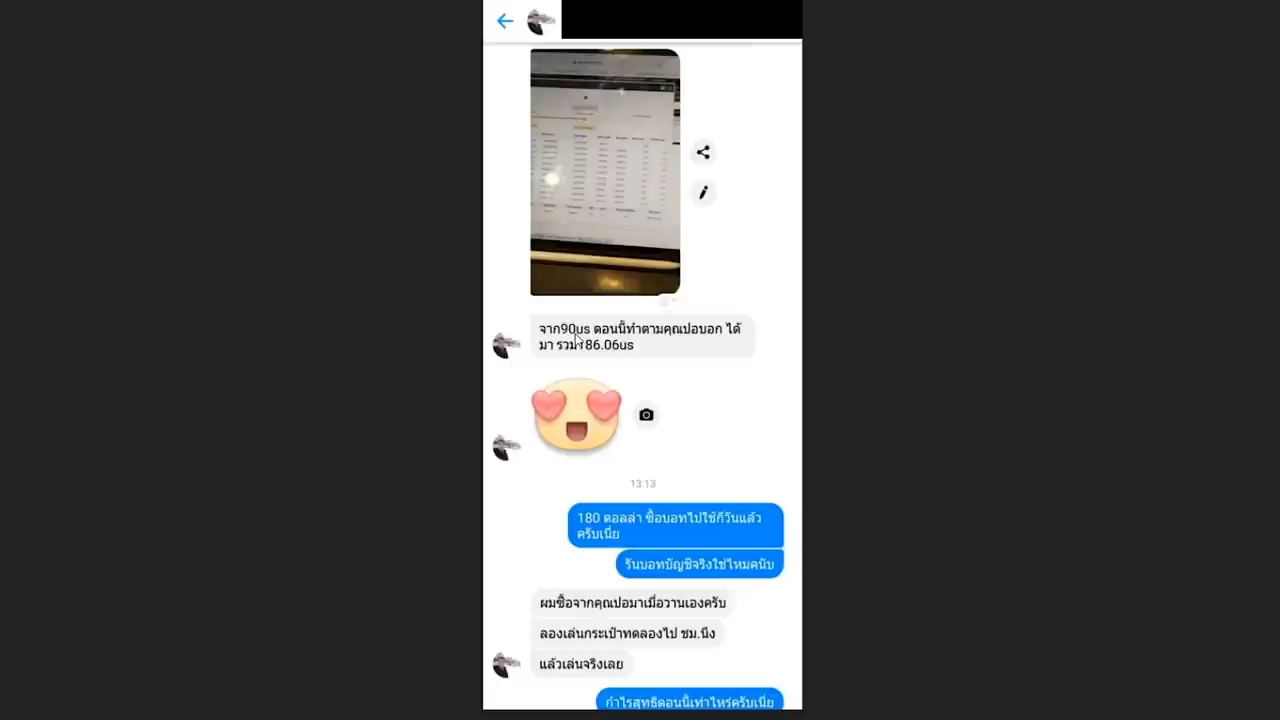 จาก90us ตอนนี้ทำตามคุณปอบอก ได้
มา รวม186.06us
13:13
180 ดอลล่า ซื้อบอทไปใช้กี่วันแล้ว
ครับเนี่ย
รันบอทบัญชีจริงใช่ไหมคนับ
ผมซื้อจากคุณปอมาเมื่อวานเองครับ
ลองเล่นกระเป๋าทดลองไป ชม.นึง
แล้วเล่นจริงเลย
กำไรสุทธิตอนนี้เท่าไหร่ครับเนี่ย